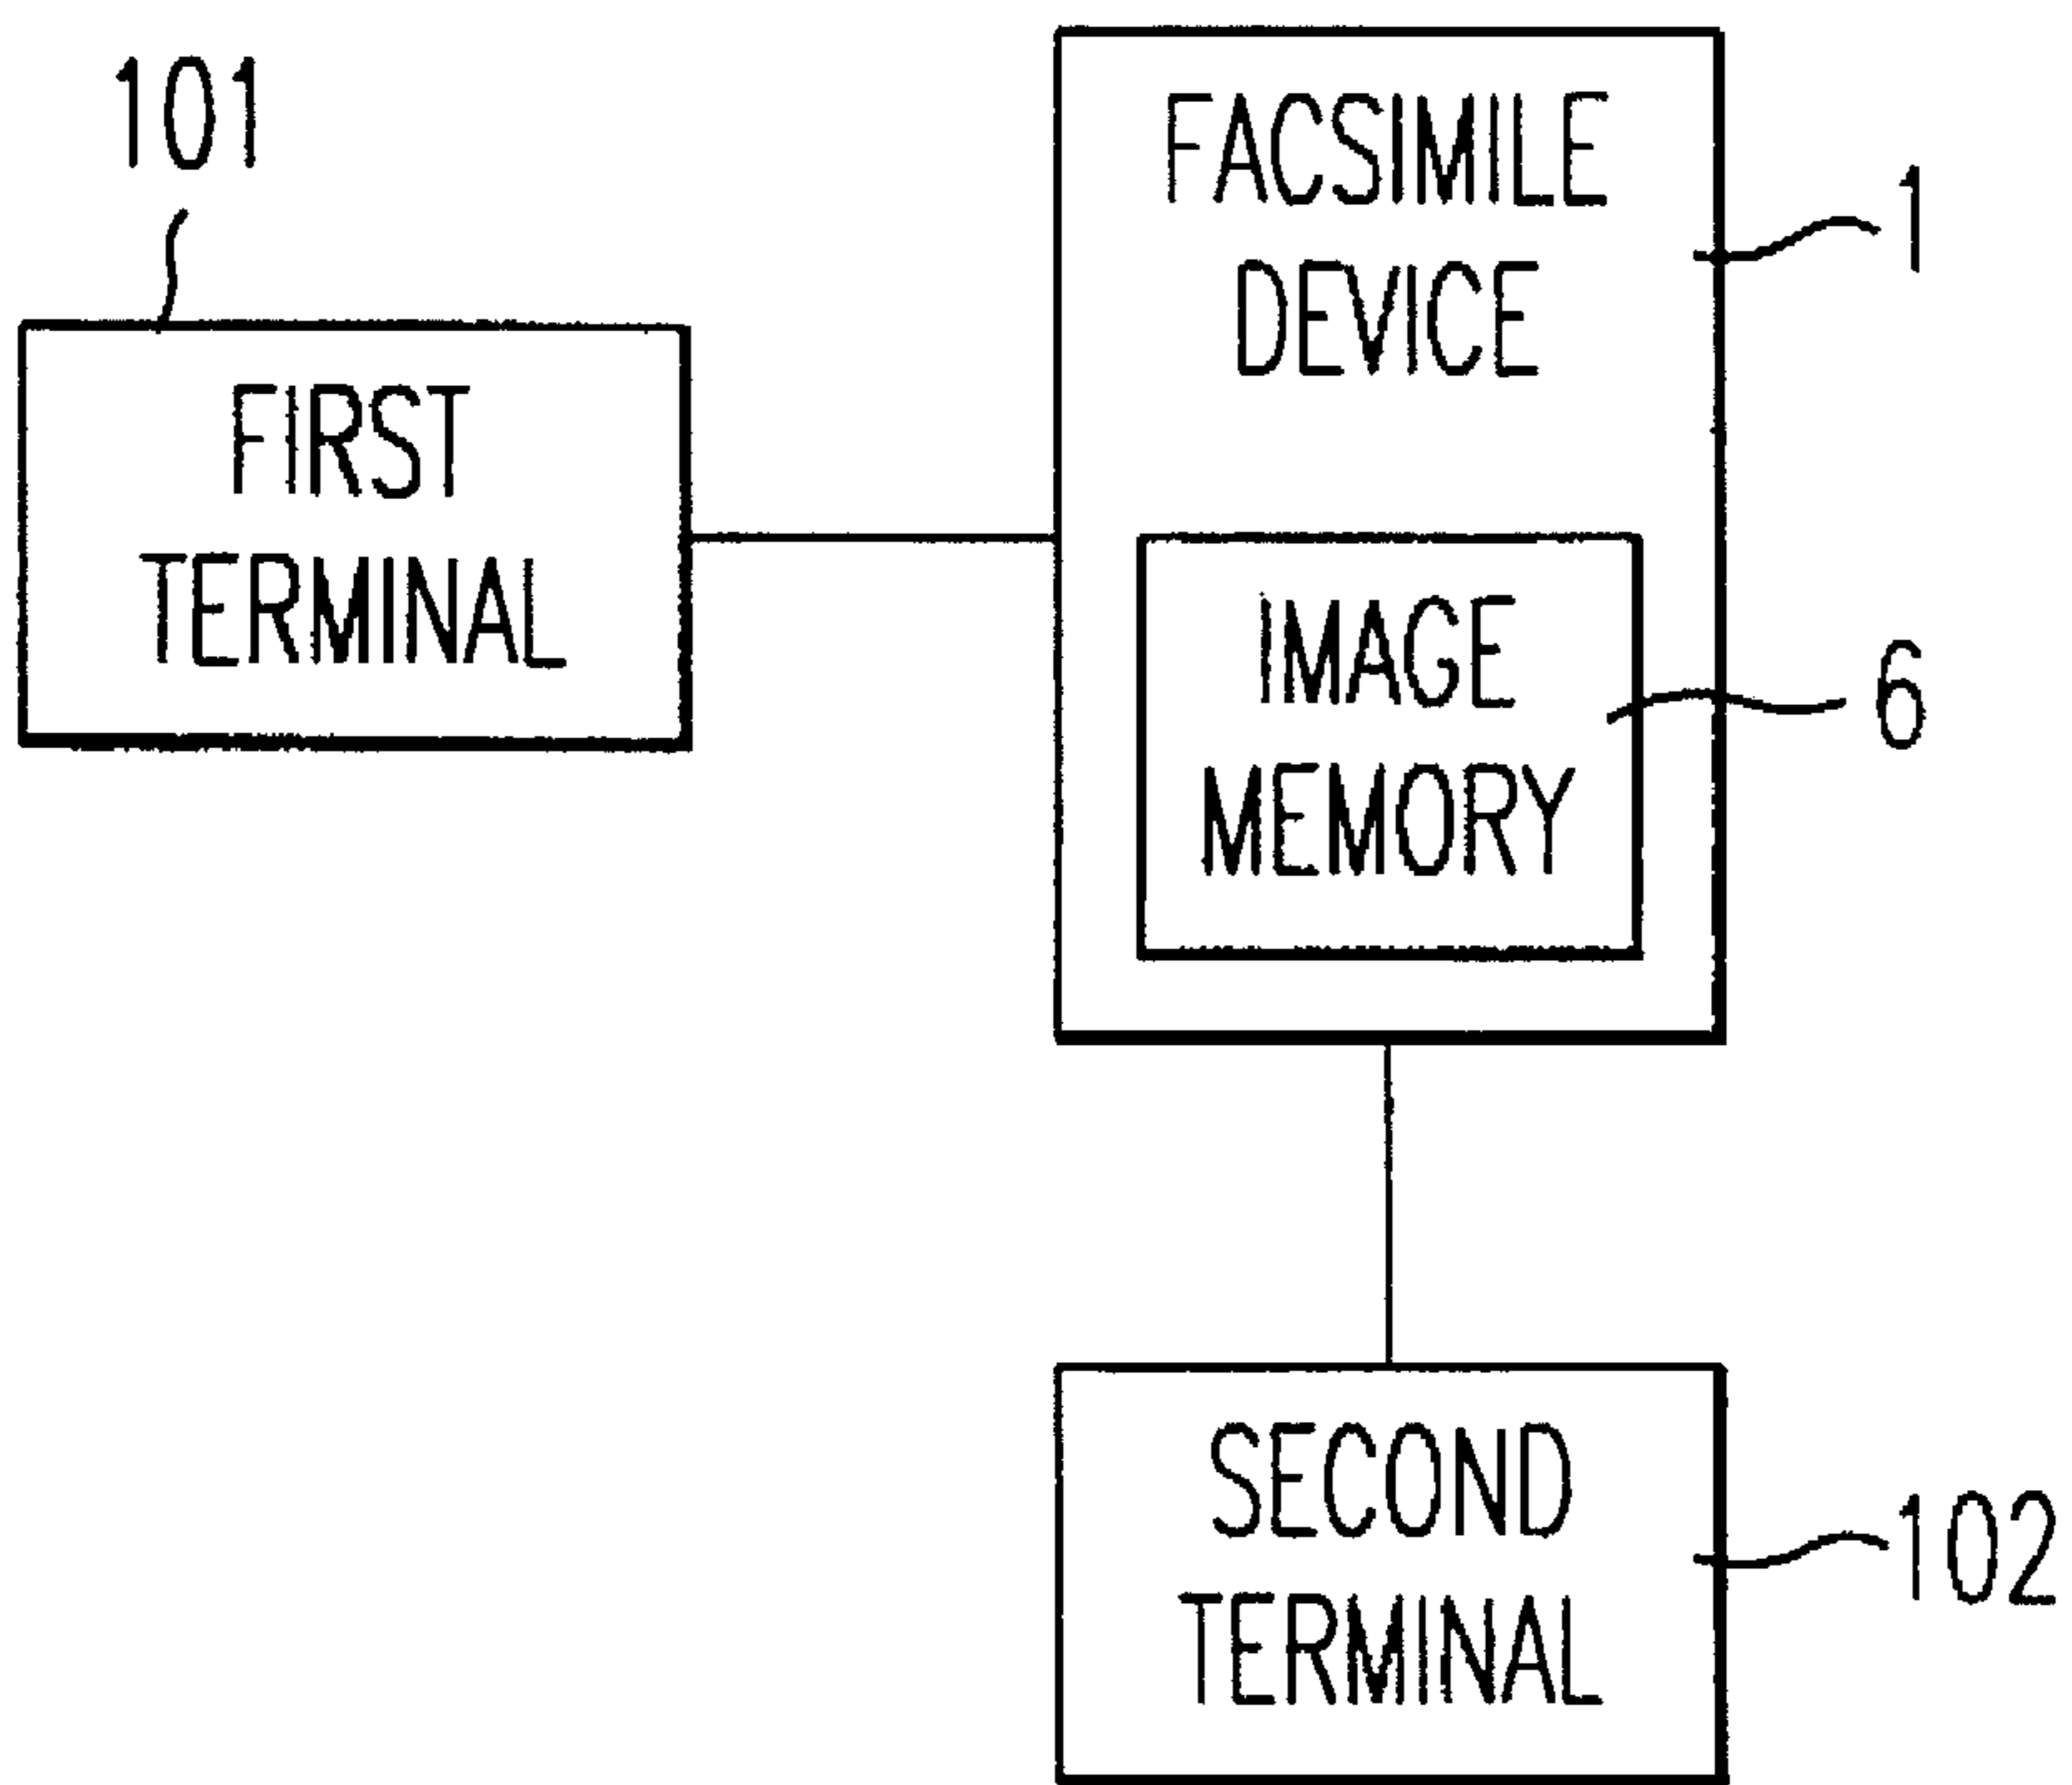 101
FACSIMILE
DEVICE
1
FIRST
TERMINAL
IMAGE
MEMORY
6
SECOND
TERMINAL
102